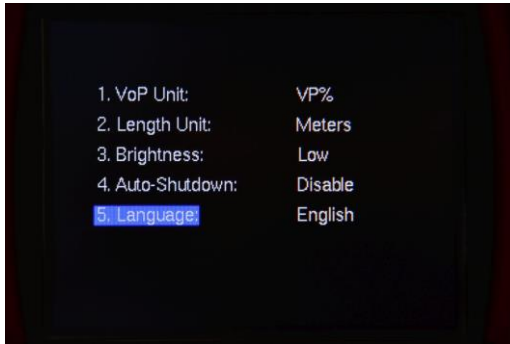 1. VoP Unit: VP%
2. Length Unit: Meters
3. Brightness: Low
4. Auto-Shutdown: Disable
5. Language: English